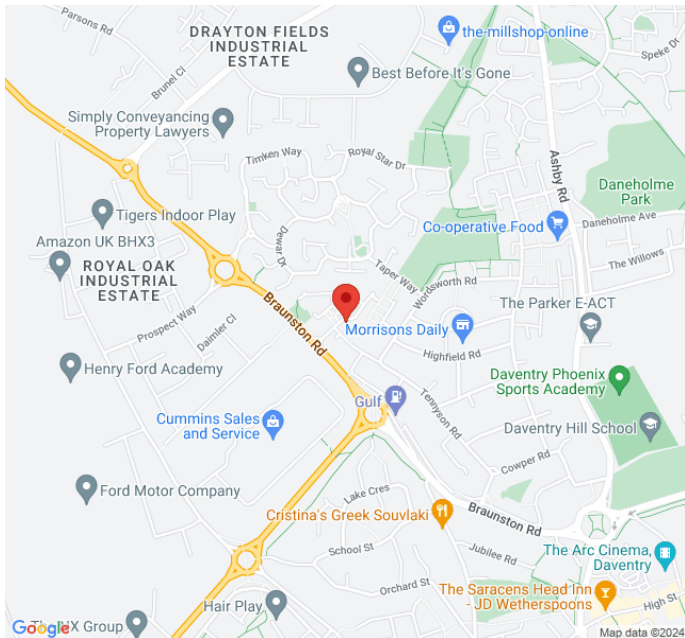 Parsons Rd
DRAYTON FIELDS
INDUSTRIAL
ESTATE
the-millshop-online
Speke Dr
Brunel Cl
Best Before It's Gone
Simply Conveyancing
Property Lawyers
Timken Way
Royal Star Dr
Ashby Rd
Daneholme
Park
Tigers Indoor Play
Co-operative Food
Daneholme Ave
Amazon UK BHX3
Dewar Dr
The Willows
ROYAL OAK
INDUSTRIAL
ESTATE
Taper Way
Wordsworth Rd
The Parker E-ACT
Prospect Way
Daimler Cl
Braunston Rd
Morrisons Daily
Highfield Rd
Henry Ford Academy
Daventry Phoenix
Sports Academy
Gulf
Tennyson Rd
Cummins Sales
and Service
Daventry Hill School
Cowper Rd
Ford Motor Company
Lake Cres
Cristina's Greek Souvlaki
Braunston Rd
School St
Jubilee Rd
The Arc Cinema,
Daventry
Orchard St
The Saracens Head Inn
- JD Wetherspoons
High St
Hair Play
Google
Group
Map data ©2024